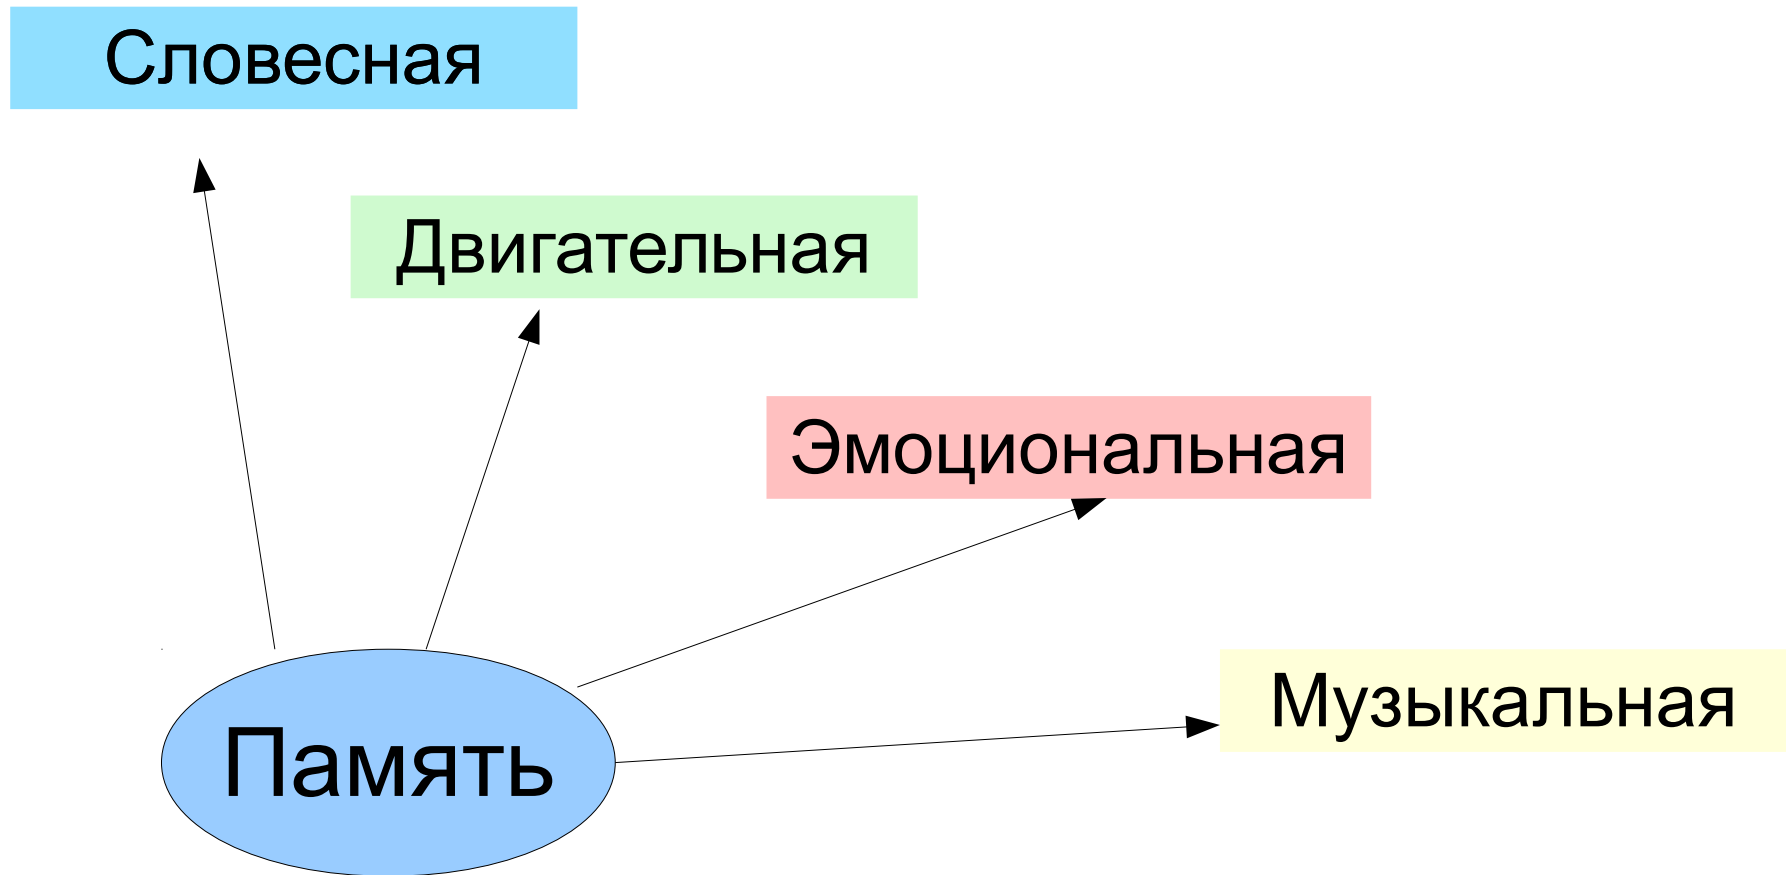 Словесная
Двигательная
Эмоциональная
Музыкальная
Память